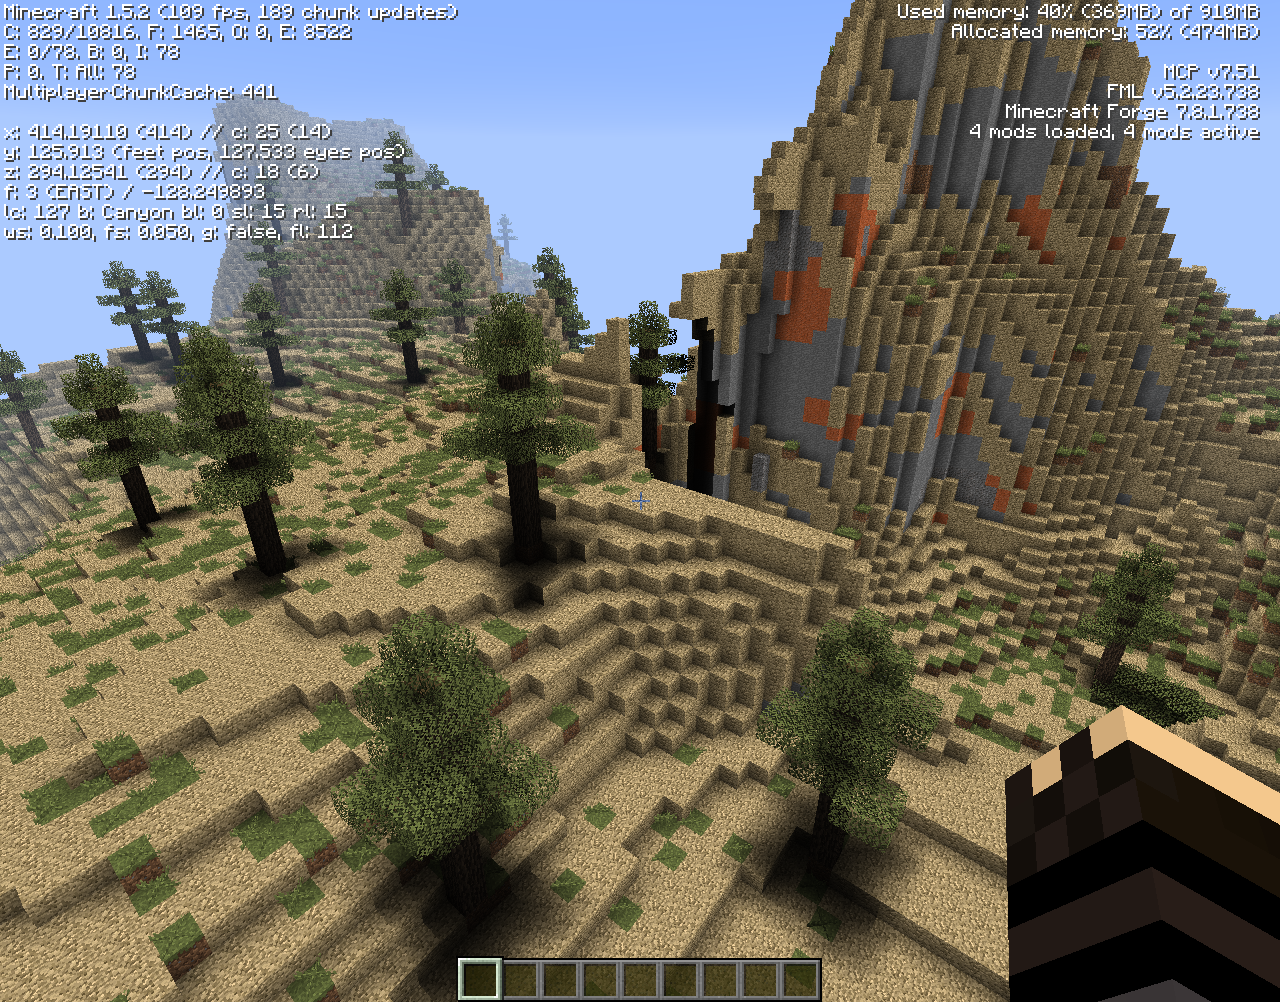 Minecraft 1.5.2 (109 fps, 189 chunk updates)
C: 829/10816. F: 1465, O: 0, E: 8522
E: 0/78. B: 0, I: 78
P: 0. T: All: 78
MultiplayerChunkCache: 441
x: 414.19110 (414) // c: 25 (14)
y: 125.913 (feet pos, 127.533 eyes pos)
z: 294.12541 (294) // c: 18 (6)
f: 3 (EAST) / -128.249893
lc: 127 b: Canyon bl: 0 sl: 15 rl: 15
ws: 0.100, fs: 0.050, g: false, fl: 112
Used memory: 40% (369MB) of 910MB
Allocated memory: 52% (474MB)
MCP v7.51
FML v5.2.23.738
Minecraft Forge 7.8.1.738
4 mods loaded, 4 mods active